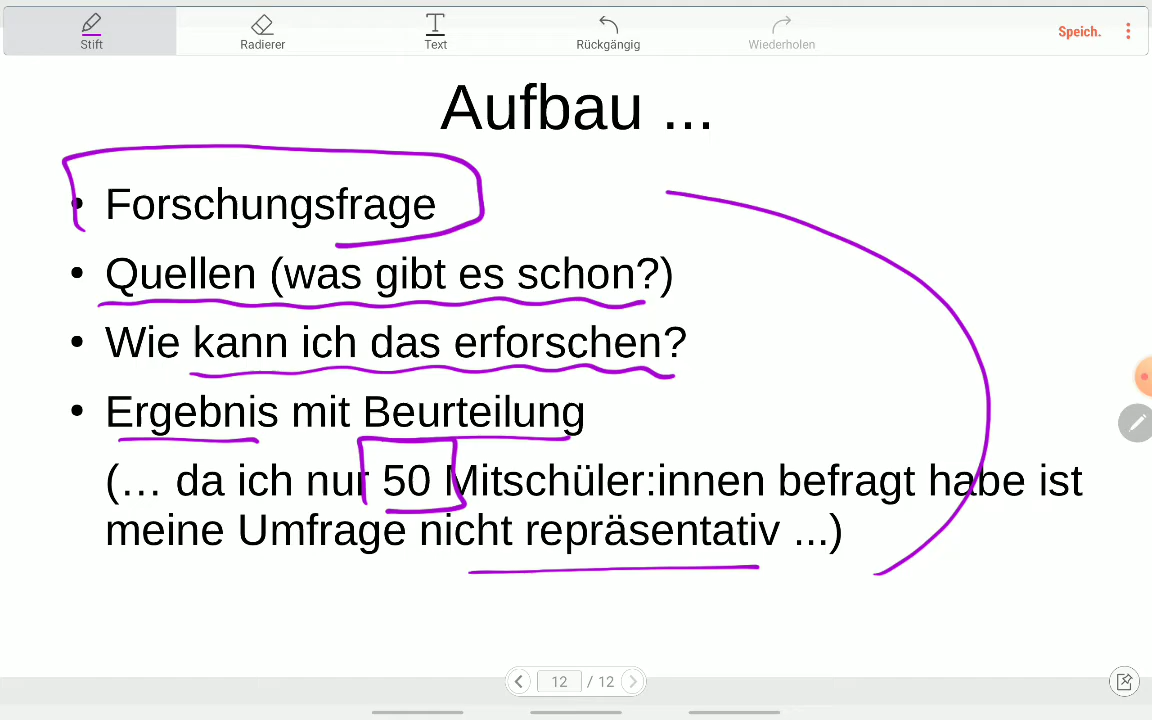 Stift
Radierer
Text
Rückgängig
Wiederholen
Speich.
Aufbau ...
• Forschungsfrage
• Quellen (was gibt es schon?)
• Wie kann ich das erforschen?
• Ergebnis mit Beurteilung
(… da ich nur 50 Mitschüler:innen befragt habe ist
meine Umfrage nicht repräsentativ ...)
12 / 12